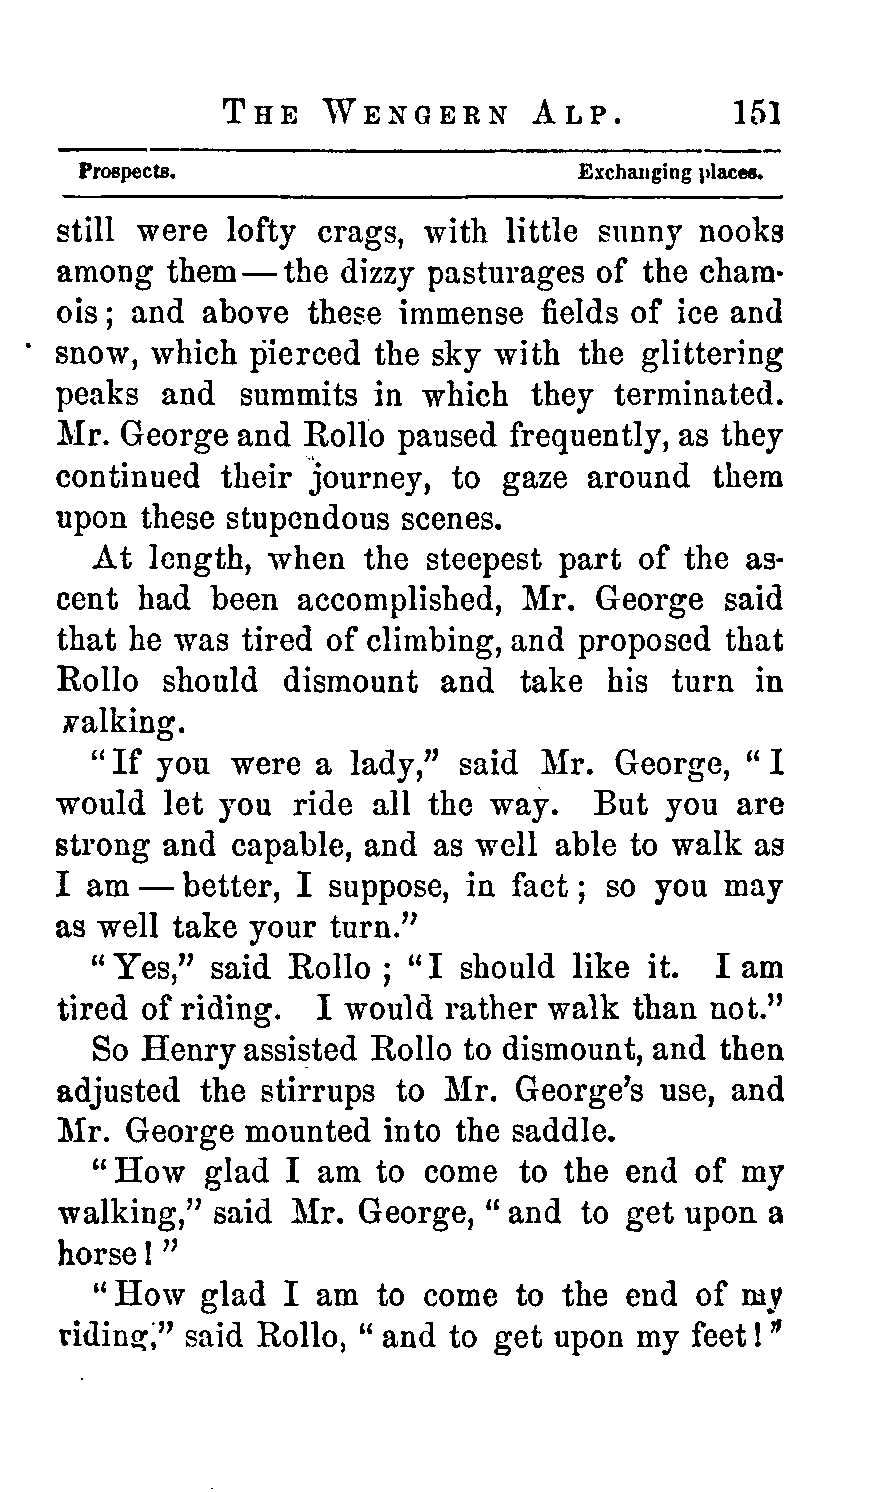 THE WENGERN ALP. 151
Prospects. Exchanging places.
still were lofty crags, with little sunny nooks
among them — the dizzy pasturages of the cham-
ois; and above these immense fields of ice and
snow, which pierced the sky with the glittering
peaks and summits in which they terminated.
Mr. George and Rollo paused frequently, as they
continued their journey, to gaze around them
upon these stupendous scenes.
At length, when the steepest part of the as-
cent had been accomplished, Mr. George said
that he was tired of climbing, and proposed that
Rollo should dismount and take his turn in
walking.
“If you were a lady,” said Mr. George, “I
would let you ride all the way. But you are
strong and capable, and as well able to walk as
I am — better, I suppose, in fact; so you may
as well take your turn.”
“Yes,” said Rollo; “I should like it. I am
tired of riding. I would rather walk than not.”
So Henry assisted Rollo to dismount, and then
adjusted the stirrups to Mr. George's use, and
Mr. George mounted into the saddle.
“How glad I am to come to the end of my
walking,” said Mr. George, “and to get upon a
horse!”
“How glad I am to come to the end of my
riding,” said Rollo, “and to get upon my feet!”